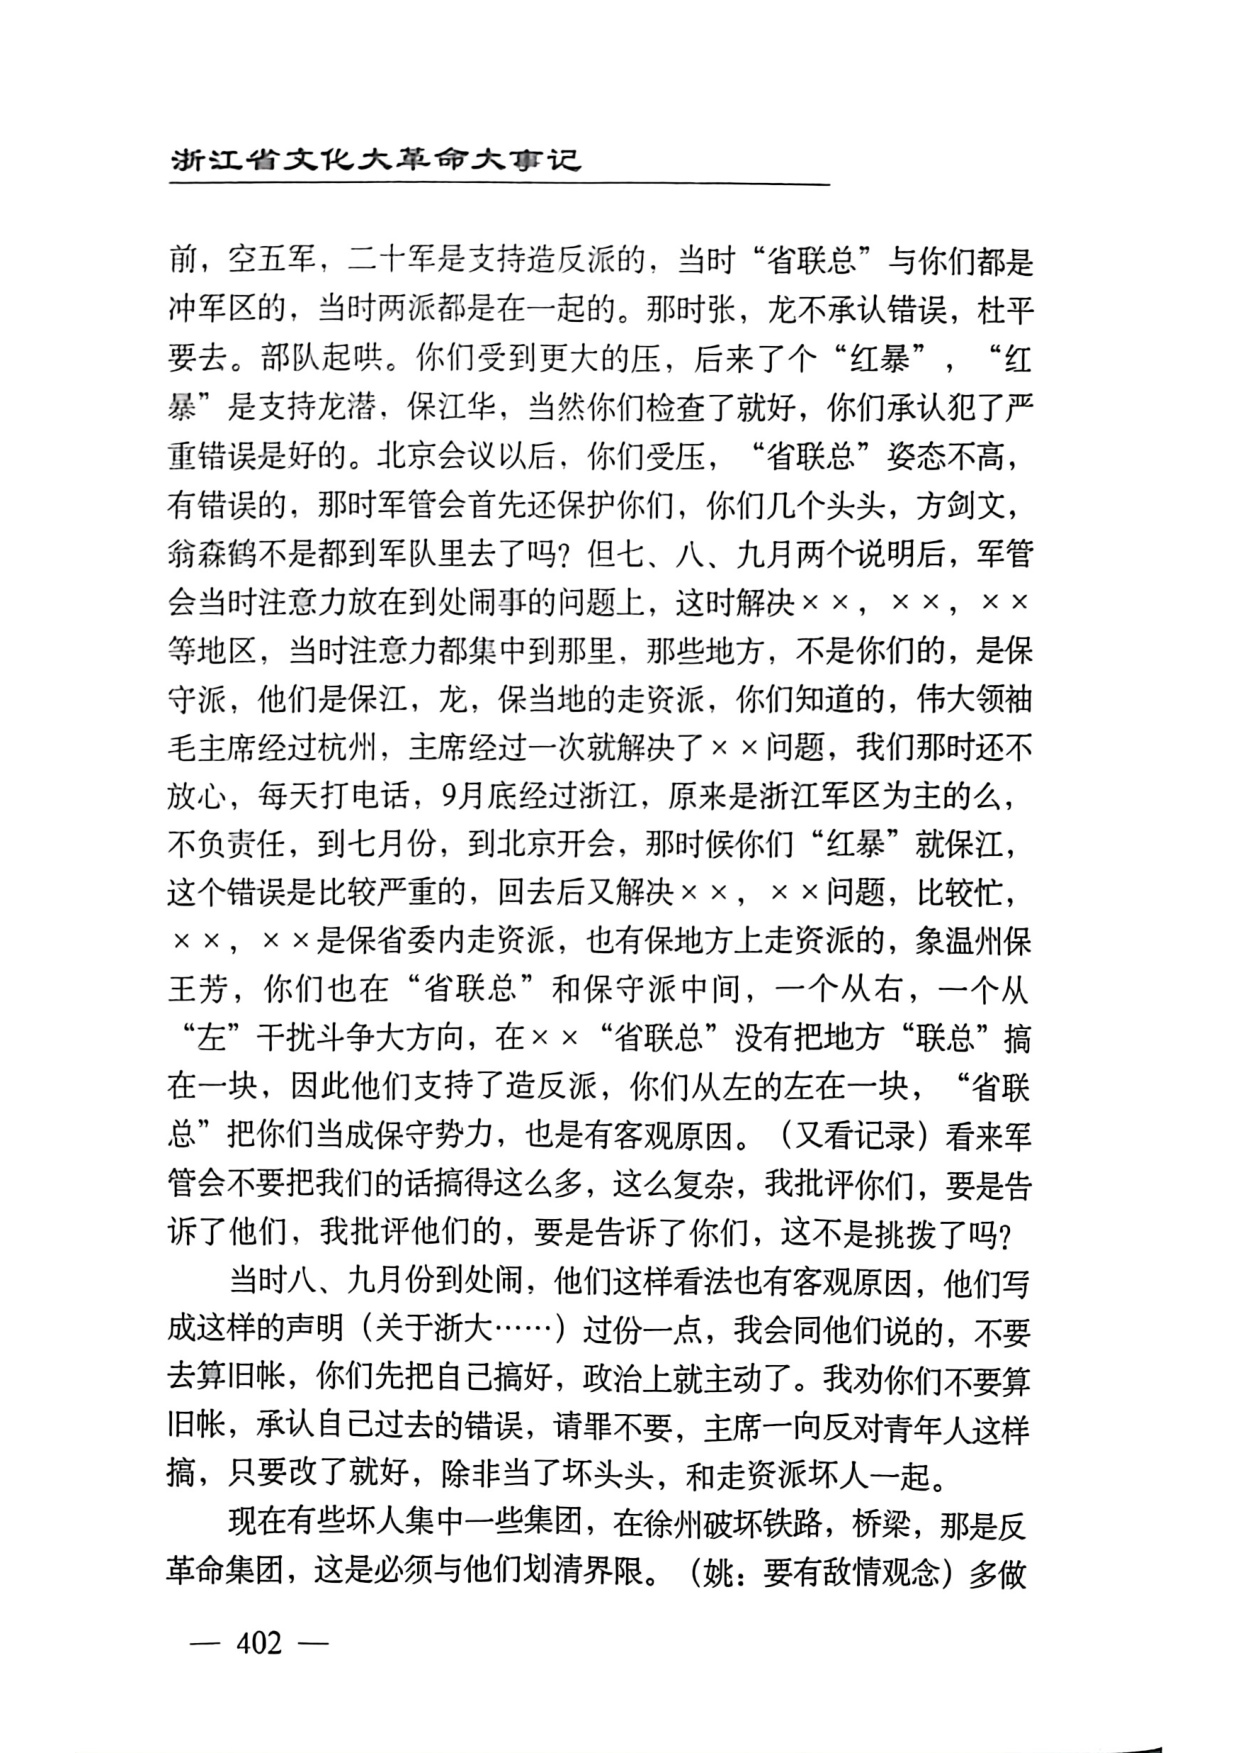 浙江省文化大革命大事记
前，空五军，二十军是支持造反派的，当时“省联总”与你们都是
冲军区的，当时两派都是在一起的。那时张，龙不承认错误，杜平
要去。部队起哄。你们受到更大的压，后来了个“红暴”，“红
暴”是支持龙潜，保江华，当然你们检查了就好，你们承认犯了严
重错误是好的。北京会议以后，你们受压，“省联总”姿态不高，
有错误的，那时军管会首先还保护你们，你们几个头头，方剑文，
翁森鹤不是都到军队里去了吗？但七、八、九月两个说明后，军管
会当时注意力放在到处闹事的问题上，这时解决××，××，××
等地区，当时注意力都集中到那里，那些地方，不是你们的，是保
守派，他们是保江，龙，保当地的走资派，你们知道的，伟大领袖
毛主席经过杭州，主席经过一次就解决了××问题，我们那时还不
放心，每天打电话，9月底经过浙江，原来是浙江军区为主的么，
不负责任，到七月份，到北京开会，那时候你们“红暴”就保江，
这个错误是比较严重的，回去后又解决××，××问题，比较忙，
××，××是保省委内走资派，也有保地方上走资派的，象温州保
王芳，你们也在“省联总”和保守派中间，一个从右，一个从
“左”干扰斗争大方向，在××“省联总”没有把地方“联总”搞
在一块，因此他们支持了造反派，你们从左的左在一块，“省联
总”把你们当成保守势力，也是有客观原因。（又看记录）看来军
管会不要把我们的话搞得这么多，这么复杂，我批评你们，要是告
诉了他们，我批评他们的，要是告诉了你们，这不是挑拨了吗？
当时八、九月份到处闹，他们这样看法也有客观原因，他们写
成这样的声明（关于浙大……）过份一点，我会同他们说的，不要
去算旧帐，你们先把自己搞好，政治上就主动了。我劝你们不要算
旧帐，承认自己过去的错误，请罪不要，主席一向反对青年人这样
搞，只要改了就好，除非当了坏头头，和走资派坏人一起。
现在有些坏人集中一些集团，在徐州破坏铁路，桥梁，那是反
革命集团，这是必须与他们划清界限。（姚：要有敌情观念）多做
— 402 —